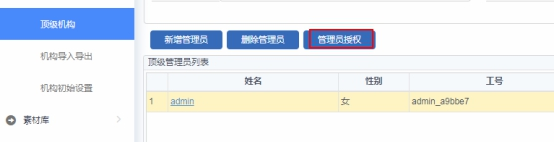 顶级机构
机构导入导出
机构初始设置
素材库
新增管理员 删除管理员 管理员授权
顶级管理员列表
姓名 性别 工号
1 admin 女 admin_a9bbe7